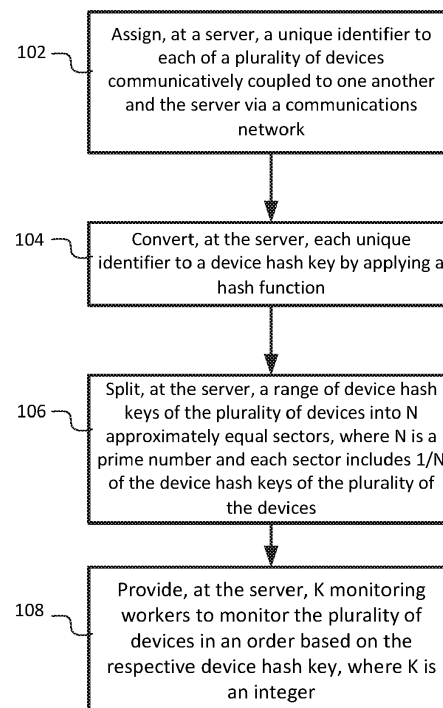 102
Assign, at a server, a unique identifier to
each of a plurality of devices
communicatively coupled to one another
and the server via a communications
network
104
Convert, at the server, each unique
identifier to a device hash key by applying a
hash function
106
Split, at the server, a range of device hash
keys of the plurality of devices into N
approximately equal sectors, where N is a
prime number and each sector includes 1/N
of the device hash keys of the plurality of
the devices
108
Provide, at the server, K monitoring
workers to monitor the plurality of
devices in an order based on the
respective device hash key, where K is
an integer